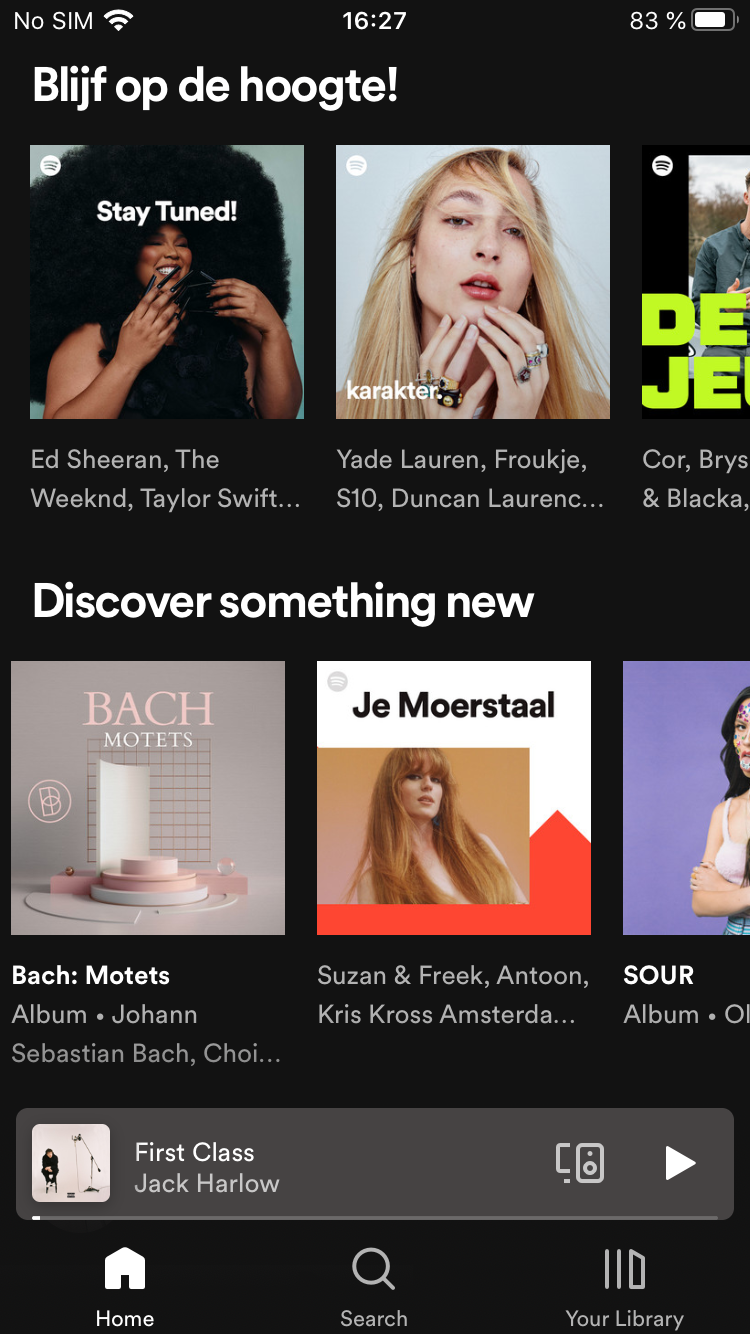 No SIM 16:27 83 %
Blijf op de hoogte!
Stay Tuned!
karakter.
DE
JEU
Ed Sheeran, The
Weeknd, Taylor Swift...
Yade Lauren, Froukje,
S10, Duncan Laurenc...
Cor, Brys
& Blacka,
Discover something new
BACH
MOTETS
Je Moerstaal
Bach: Motets
Album • Johann
Sebastian Bach, Choi...
Suzan & Freek, Antoon,
Kris Kross Amsterda...
SOUR
Album • Ol
First Class
Jack Harlow
Home
Search
Your Library